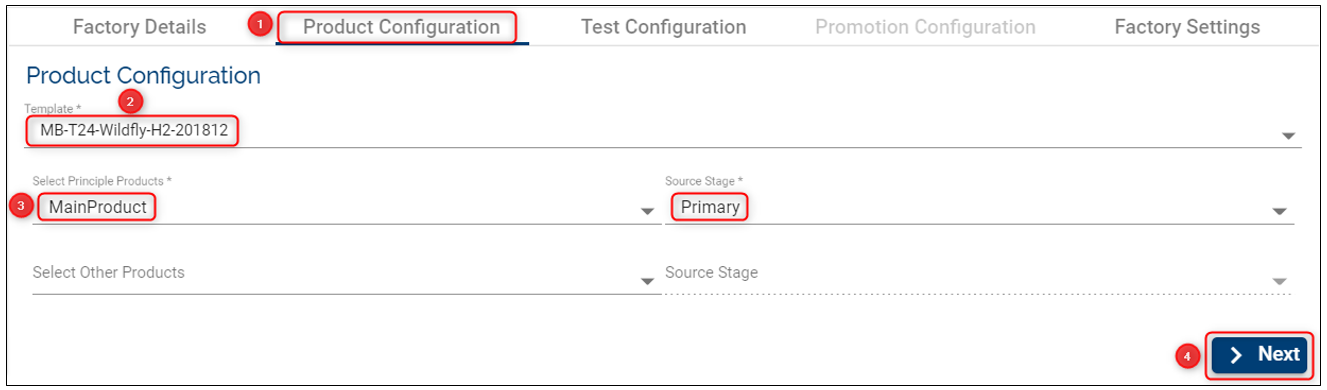 Factory Details 1 Product Configuration Test Configuration Promotion Configuration Factory Settings
Product Configuration
2
Template *
MB-T24-Wildfly-H2-201812
Select Principle Products * Source Stage *
3 MainProduct Primary
Select Other Products Source Stage
4 Next